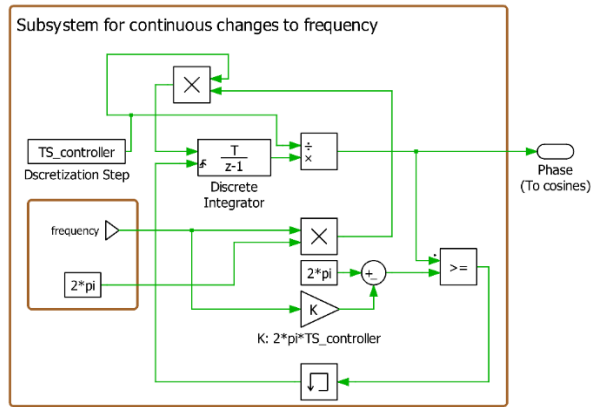 Subsystem for continuous changes to frequency
×
TS_controller
Dscretization Step
T
z-1
Discrete
Integrator
÷
×
Phase
(To cosines)
frequency
×
2*pi
2*pi
+
-
>=
K
K: 2*pi*TS_controller